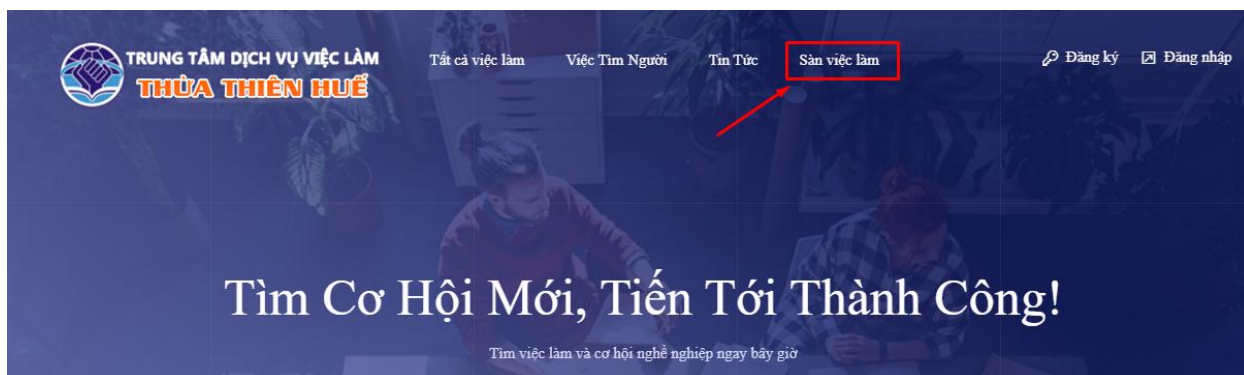 TRUNG TÂM DỊCH VỤ VIỆC LÀM
THỪA THIÊN HUẾ
Tất cả việc làm Việc Tìm Người Tin Tức Sàn việc làm Đăng ký Đăng nhập
Tìm Cơ Hội Mới, Tiến Tới Thành Công!
Tìm việc làm và cơ hội nghề nghiệp ngay bây giờ